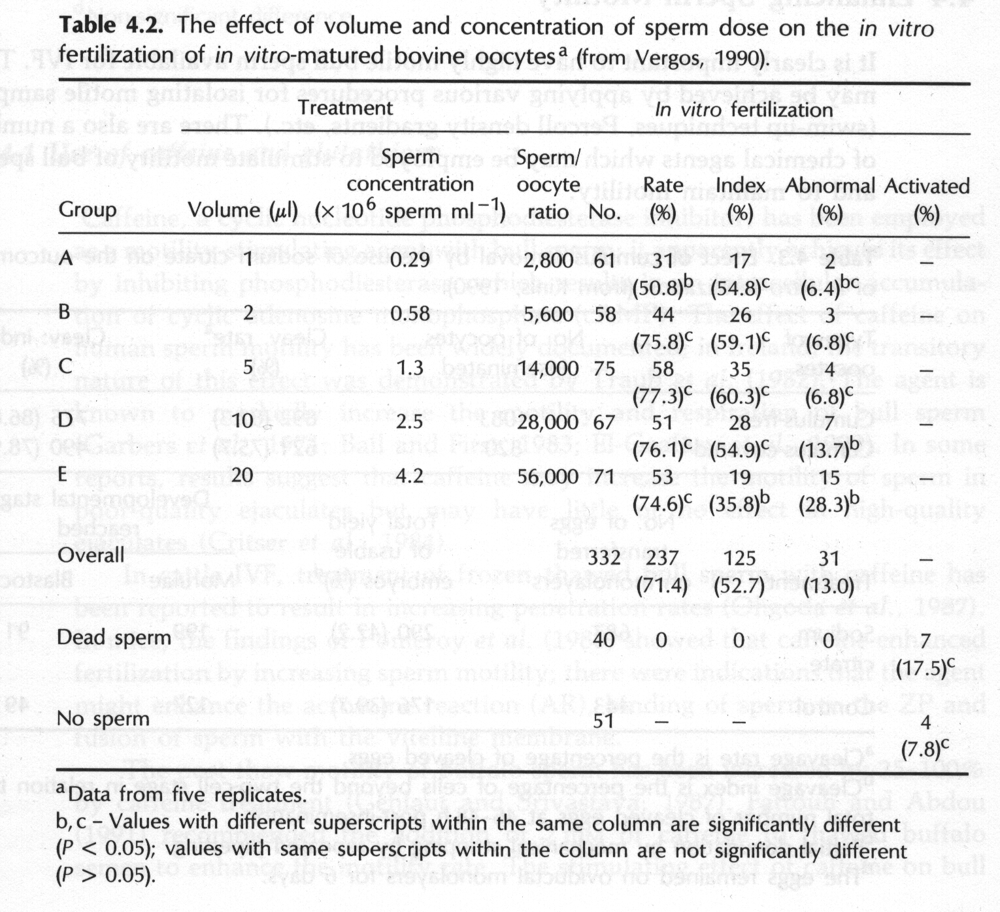 Table 4.2. The effect of volume and concentration of sperm dose on the in vitro
fertilization of in vitro-matured bovine oocytesᵃ (from Vergos, 1990).
Treatment In vitro fertilization
Sperm Sperm/
concentration oocyte Rate Index Abnormal Activated
Group Volume (μl) (× 10⁶ sperm ml⁻¹) ratio No. (%) (%) (%) (%)
A 1 0.29 2,800 61 31 17 2 –
(50.8)ᵇ (54.8)ᶜ (6.4)ᵇᶜ
B 2 0.58 5,600 58 44 26 3
(75.8)ᶜ (59.1)ᶜ (6.8)ᶜ
C 5 1.3 14,000 75 58 35 4 –
(77.3)ᶜ (60.3)ᶜ (6.8)ᶜ
D 10 2.5 28,000 67 51 28 7 –
(76.1)ᶜ (54.9)ᶜ (13.7)ᵇ
E 20 4.2 56,000 71 53 19 15 –
(74.6)ᶜ (35.8)ᵇ (28.3)ᵇ
Overall 332 237 125 31 –
(71.4) (52.7) (13.0)
Dead sperm 40 0 0 0 7
(17.5)ᶜ
No sperm 51 – – 4
(7.8)ᶜ
ᵃ Data from five replicates.
b, c – Values with different superscripts within the same column are significantly different
(P < 0.05); values with same superscripts within the column are not significantly different
(P > 0.05).